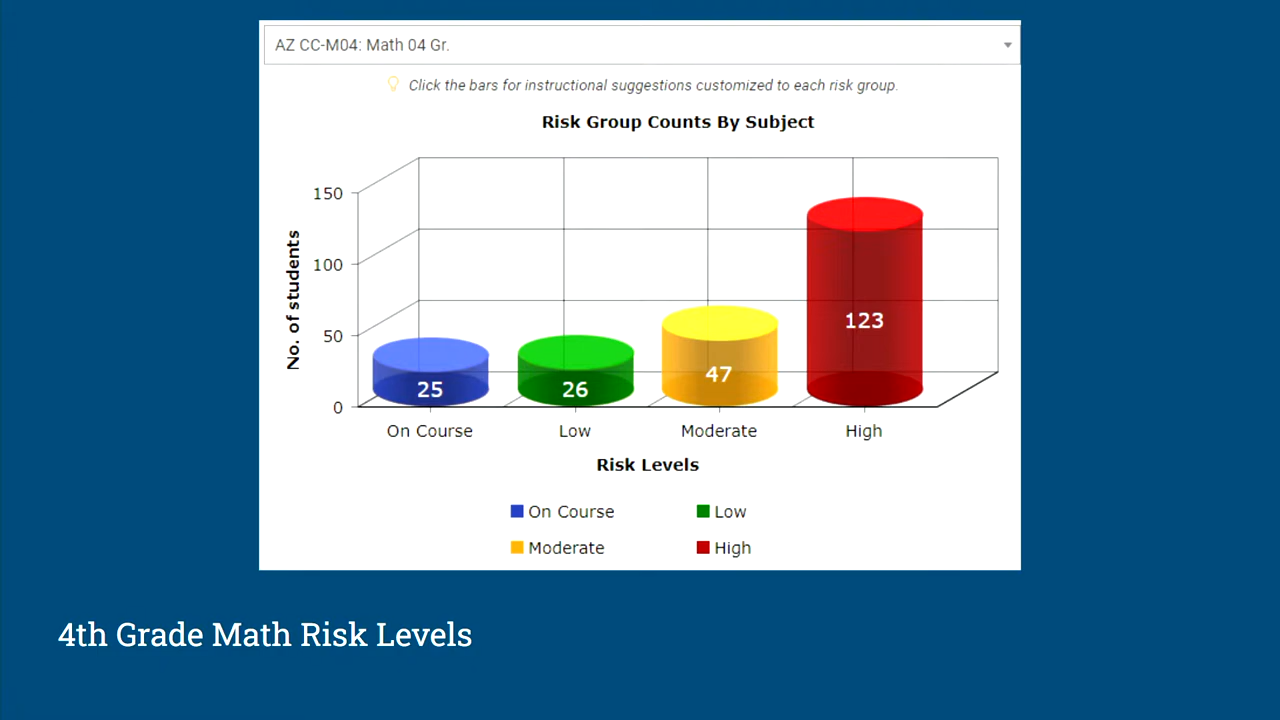 AZ CC-M04: Math 04 Gr.
Click the bars for instructional suggestions customized to each risk group.
Risk Group Counts By Subject
150
100
50
0
No. of students
25
26
47
123
On Course
Low
Moderate
High
Risk Levels
On Course
Low
Moderate
High
4th Grade Math Risk Levels